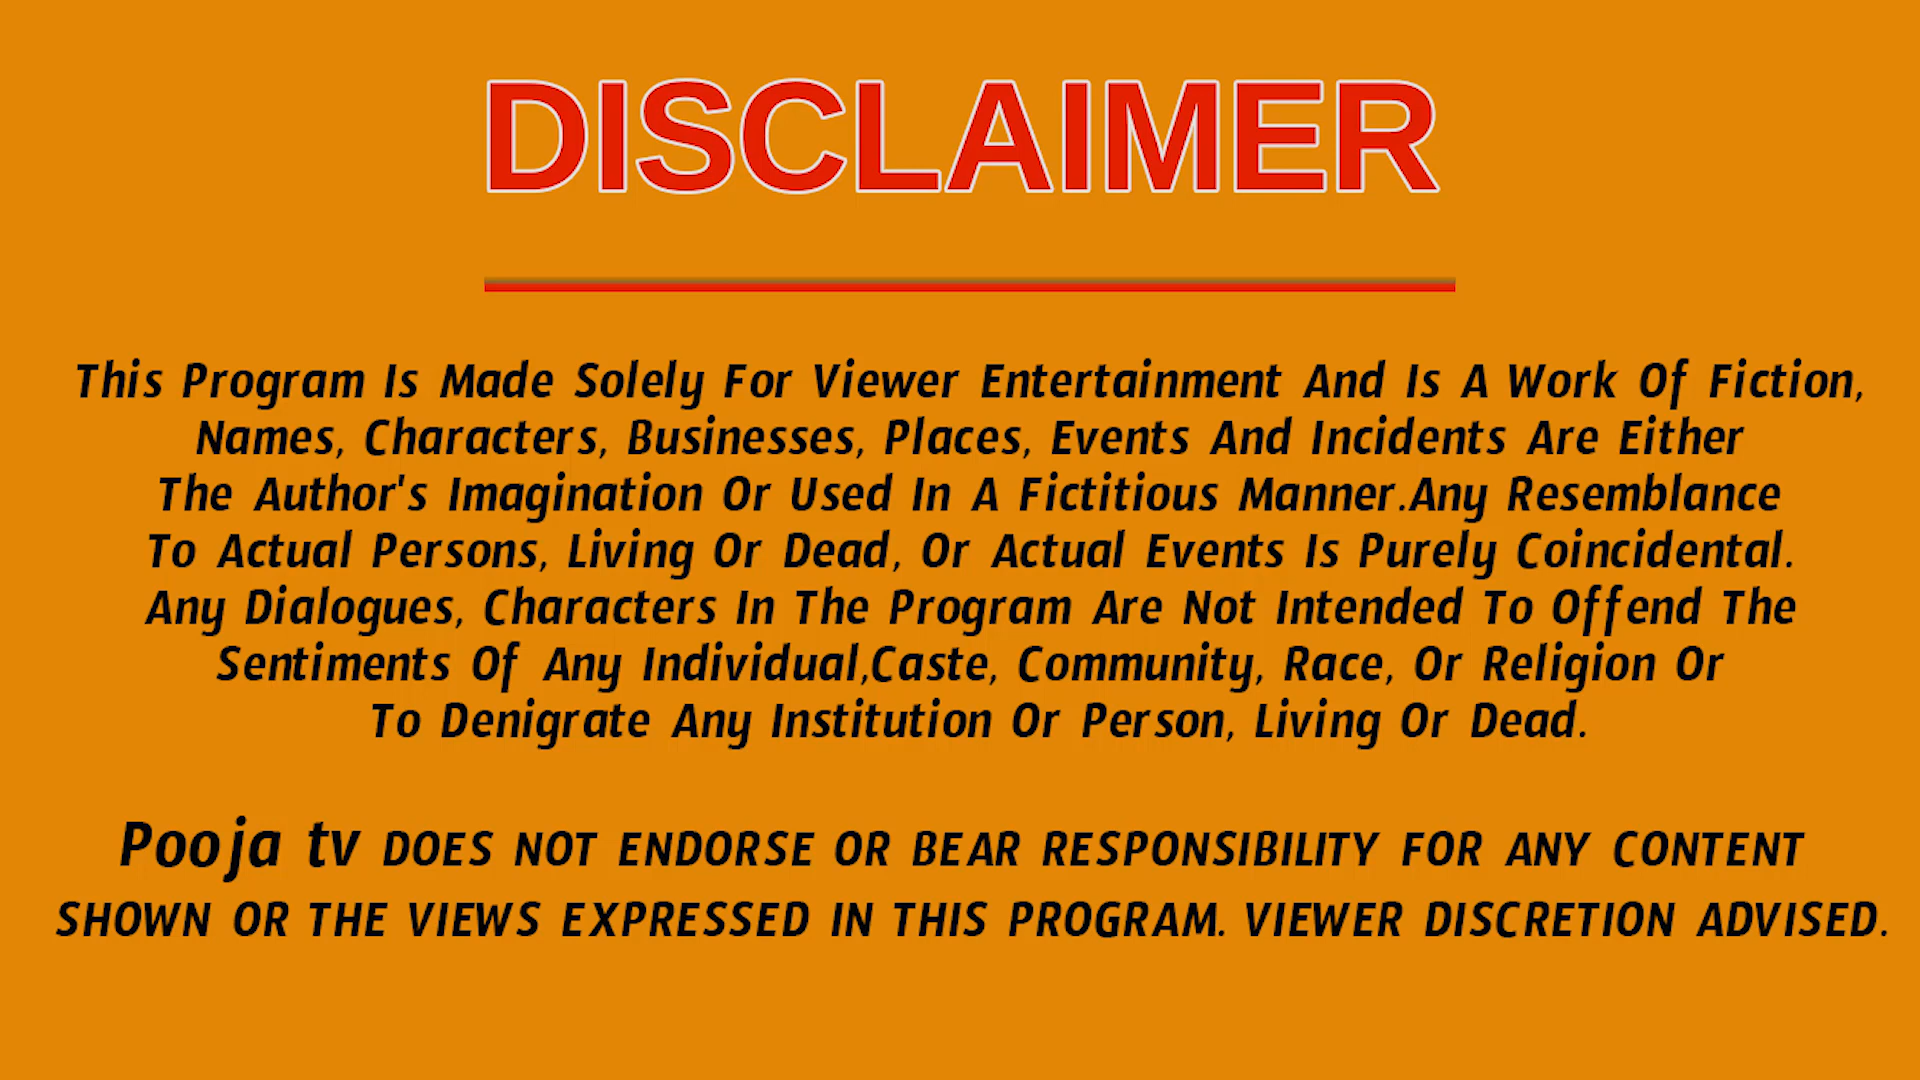 DISCLAIMER
This Program Is Made Solely For Viewer Entertainment And Is A Work Of Fiction,
Names, Characters, Businesses, Places, Events And Incidents Are Either
The Author's Imagination Or Used In A Fictitious Manner.Any Resemblance
To Actual Persons, Living Or Dead, Or Actual Events Is Purely Coincidental.
Any Dialogues, Characters In The Program Are Not Intended To Offend The
Sentiments Of Any Individual,Caste, Community, Race, Or Religion Or
To Denigrate Any Institution Or Person, Living Or Dead.
Pooja tv DOES NOT ENDORSE OR BEAR RESPONSIBILITY FOR ANY CONTENT
SHOWN OR THE VIEWS EXPRESSED IN THIS PROGRAM. VIEWER DISCRETION ADVISED.